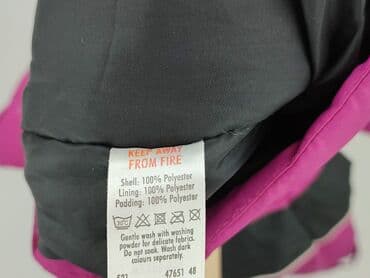 KEEP AWAY
FROM FIRE
Shell: 100% Polyester
Lining: 100% Polyester
Padding: 100% Polyester
Gentle wash with washing
powder for delicate fabrics.
Do not soak. Wash dark
colours separately.
47651 48